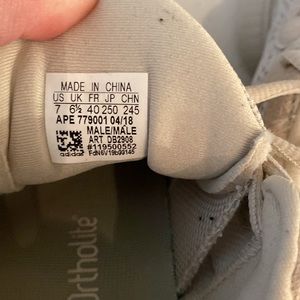 MADE IN CHINA
US UK FR JP CHN
7 6½ 40 250 245
APE 779001 04/18
MALE/MALE
ART DB2908
#119500552
adidas
Ortholite